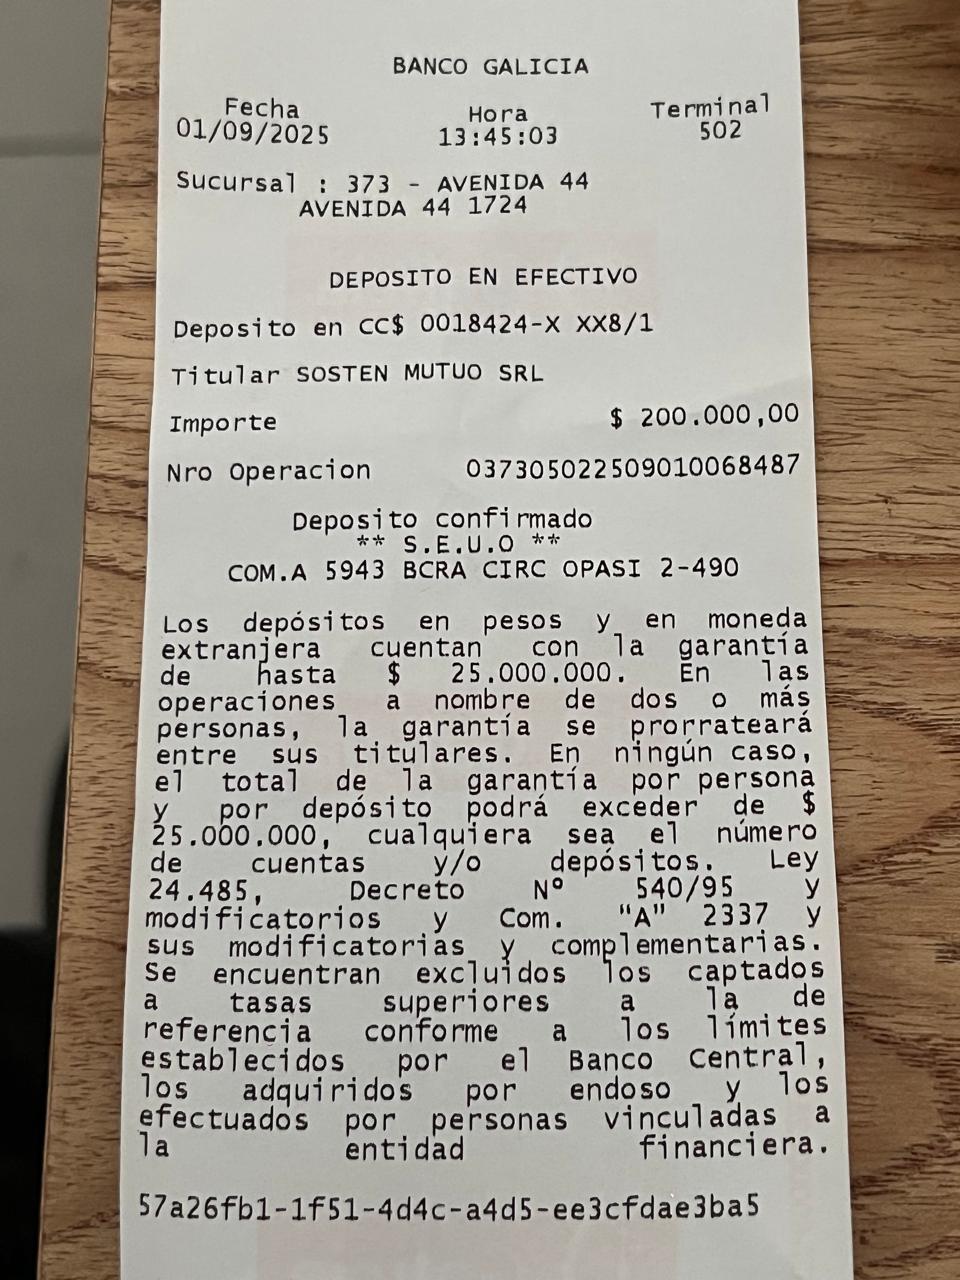 BANCO GALICIA
Fecha Hora Terminal
01/09/2025 13:45:03 502
Sucursal : 373 - AVENIDA 44
AVENIDA 44 1724
DEPOSITO EN EFECTIVO
Deposito en CC$ 0018424-X XX8/1
Titular SOSTEN MUTUO SRL
Importe $ 200.000,00
Nro Operacion 037305022509010068487
Deposito confirmado
** S.E.U.O **
COM.A 5943 BCRA CIRC OPASI 2-490
Los depósitos en pesos y en moneda
extranjera cuentan con la garantía
de hasta $ 25.000.000. En las
operaciones a nombre de dos o más
personas, la garantía se prorrateará
entre sus titulares. En ningún caso,
el total de la garantía por persona
y por depósito podrá exceder de $
25.000.000, cualquiera sea el número
de cuentas y/o depósitos. Ley
24.485, Decreto Nº 540/95 y
modificatorios y Com. "A" 2337 y
sus modificatorias y complementarias.
Se encuentran excluidos los captados
a tasas superiores a la de
referencia conforme a los límites
establecidos por el Banco Central,
los adquiridos por endoso y los
efectuados por personas vinculadas a
la entidad financiera.
57a26fb1-1f51-4d4c-a4d5-ee3cfdae3ba5